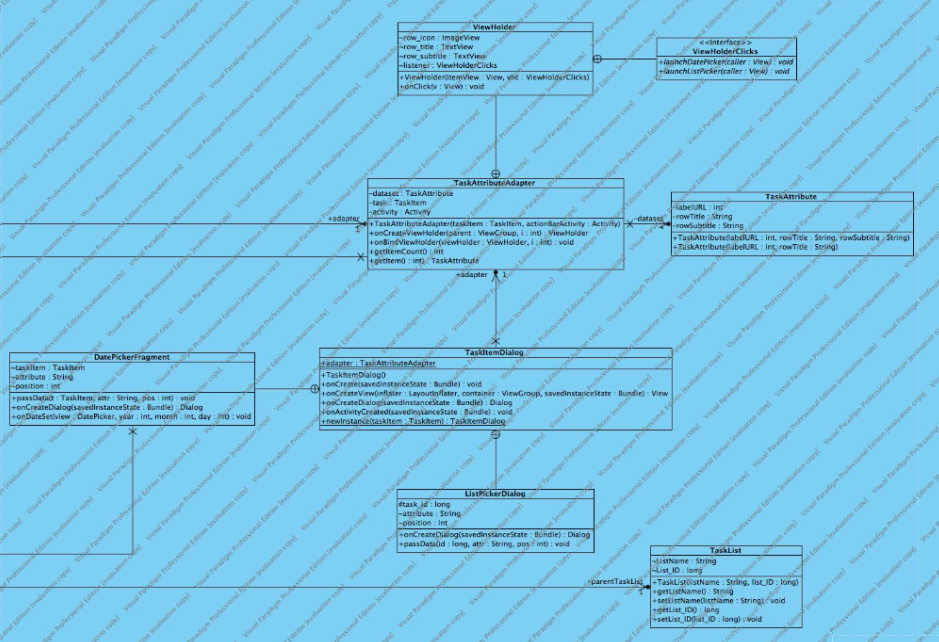 ViewHolder
~row_icon : ImageView
~row_title : TextView
~row_subtitle : TextView
~listener : ViewHolderClicks
+ViewHolder(itemView : View, vhc : ViewHolderClicks)
+onClick(v : View) : void
<<Interface>>
ViewHolderClicks
+launchDatePicker(caller : View) : void
+launchListPicker(caller : View) : void
TaskAttributeAdapter
~dataset : TaskAttribute
~task : TaskItem
~activity : Activity
+TaskAttributeAdapter(taskItem : TaskItem, actionBarActivity : Activity)
+onCreateViewHolder(parent : ViewGroup, i : int) : ViewHolder
+onBindViewHolder(viewHolder : ViewHolder, i : int) : void
+getItemCount() : int
+getItem(i : int) : TaskAttribute
+adapter
1
~dataset
TaskAttribute
~labelURL : int
~rowTitle : String
~rowSubtitle : String
+TaskAttribute(labelURL : int, rowTitle : String, rowSubtitle : String)
+TaskAttribute(labelURL : int, rowTitle : String)
+adapter
1
DatePickerFragment
~taskItem : TaskItem
~attribute : String
~position : int
+passData(t : TaskItem, attr : String, pos : int) : void
+onCreateDialog(savedInstanceState : Bundle) : Dialog
+onDateSet(view : DatePicker, year : int, month : int, day : int) : void
TaskItemDialog
+adapter : TaskAttributeAdapter
+TaskItemDialog()
+onCreate(savedInstanceState : Bundle) : void
+onCreateView(inflater : LayoutInflater, container : ViewGroup, savedInstanceState : Bundle) : View
+onCreateDialog(savedInstanceState : Bundle) : Dialog
+onActivityCreated(savedInstanceState : Bundle) : void
+newInstance(taskItem : TaskItem) : TaskItemDialog
ListPickerDialog
#task_id : long
~attribute : String
~position : int
+onCreateDialog(savedInstanceState : Bundle) : Dialog
+passData(id : long, attr : String, pos : int) : void
~parentTaskList
1
TaskList
~ListName : String
~List_ID : long
+TaskList(listName : String, list_ID : long)
+getListName() : String
+setListName(listName : String) : void
+getList_ID() : long
+setList_ID(list_ID : long) : void
Visual Paradigm Professional Edition [evaluation copy]